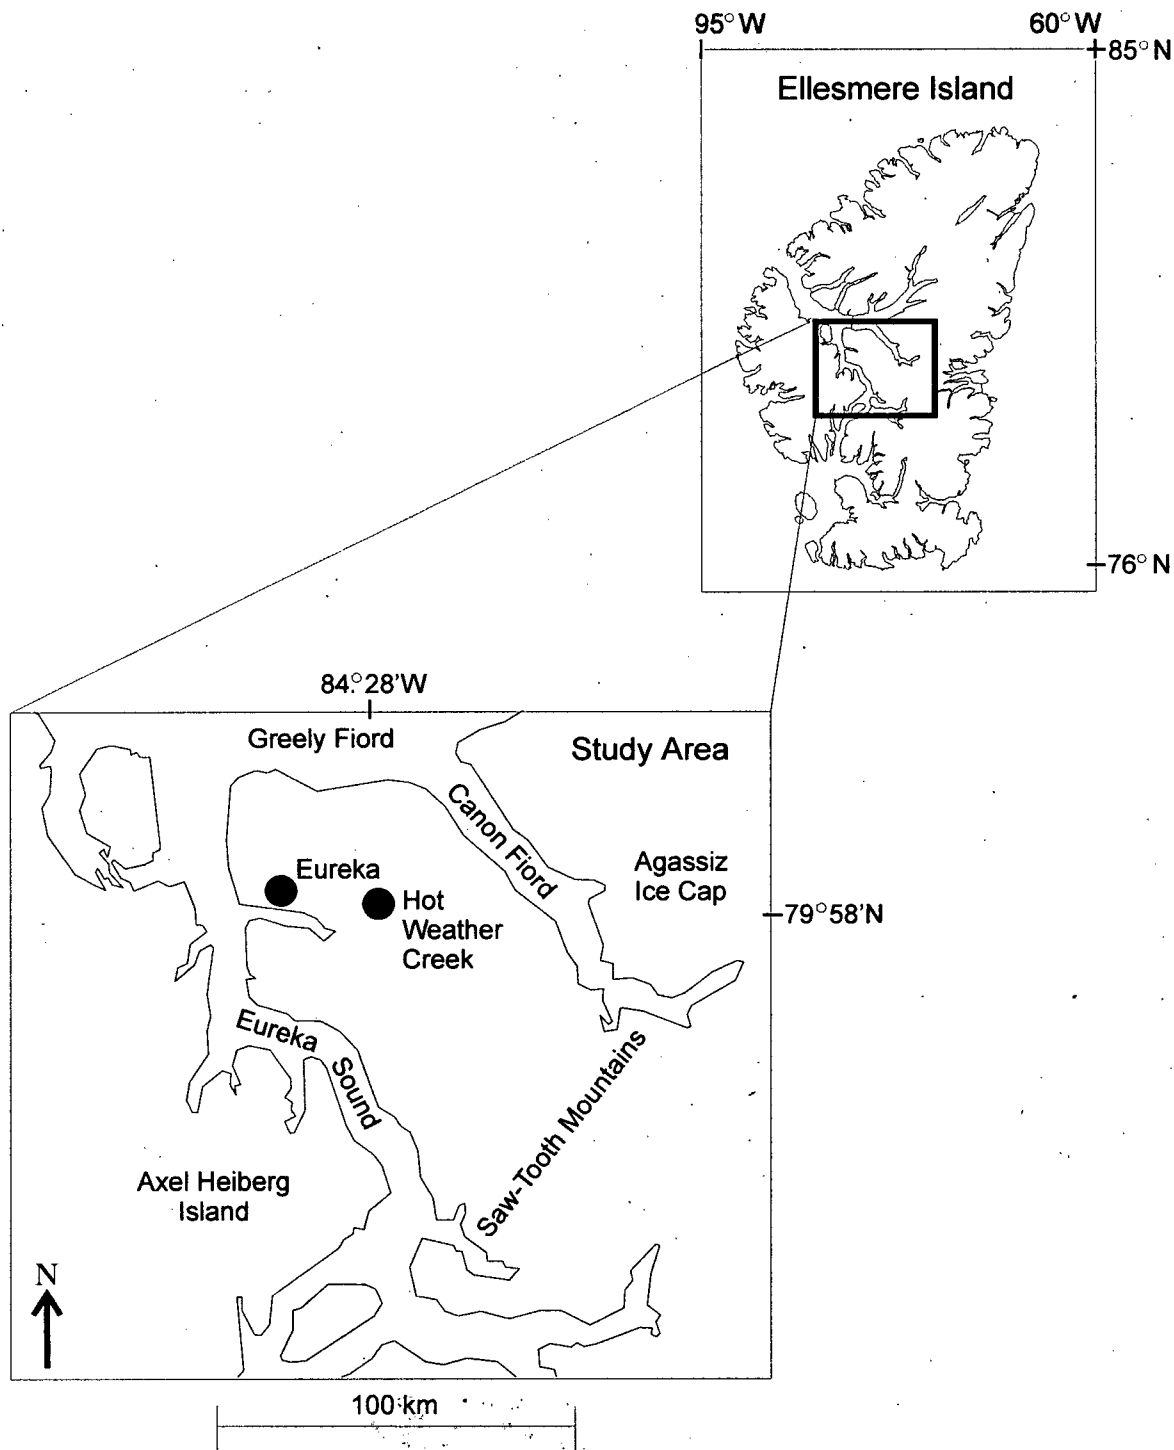 95°W 60°W
85°N
Ellesmere Island
76°N
84°28'W
Greely Fiord
Study Area
Canon Fiord
Agassiz
Ice Cap
Eureka
Hot
Weather
Creek
79°58'N
Eureka
Sound
Saw-Tooth Mountains
Axel Heiberg
Island
N
100 km